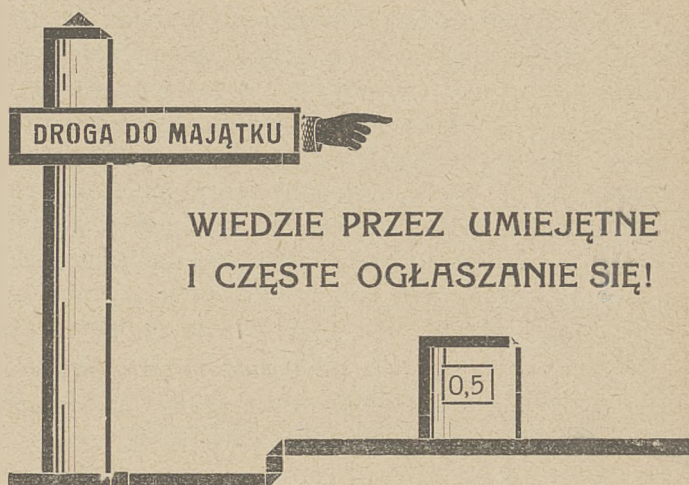 DROGA DO MAJĄTKU
WIEDZIE PRZEZ UMIEJĘTNE
I CZĘSTE OGŁASZANIE SIĘ!
0,5